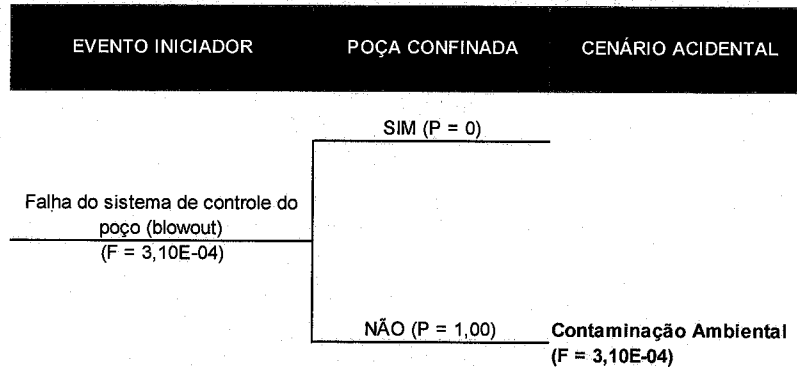 EVENTO INICIADOR POÇA CONFINADA CENÁRIO ACIDENTAL
SIM (P = 0)
Falha do sistema de controle do
poço (blowout)
(F = 3,10E-04)
NÃO (P = 1,00) Contaminação Ambiental
(F = 3,10E-04)